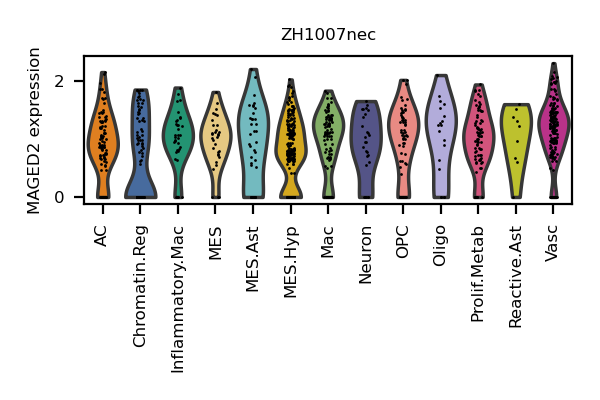 ZH1007nec
MAGED2 expression
2
0
AC
Chromatin.Reg
Inflammatory.Mac
MES
MES.Ast
MES.Hyp
Mac
Neuron
OPC
Oligo
Prolif.Metab
Reactive.Ast
Vasc